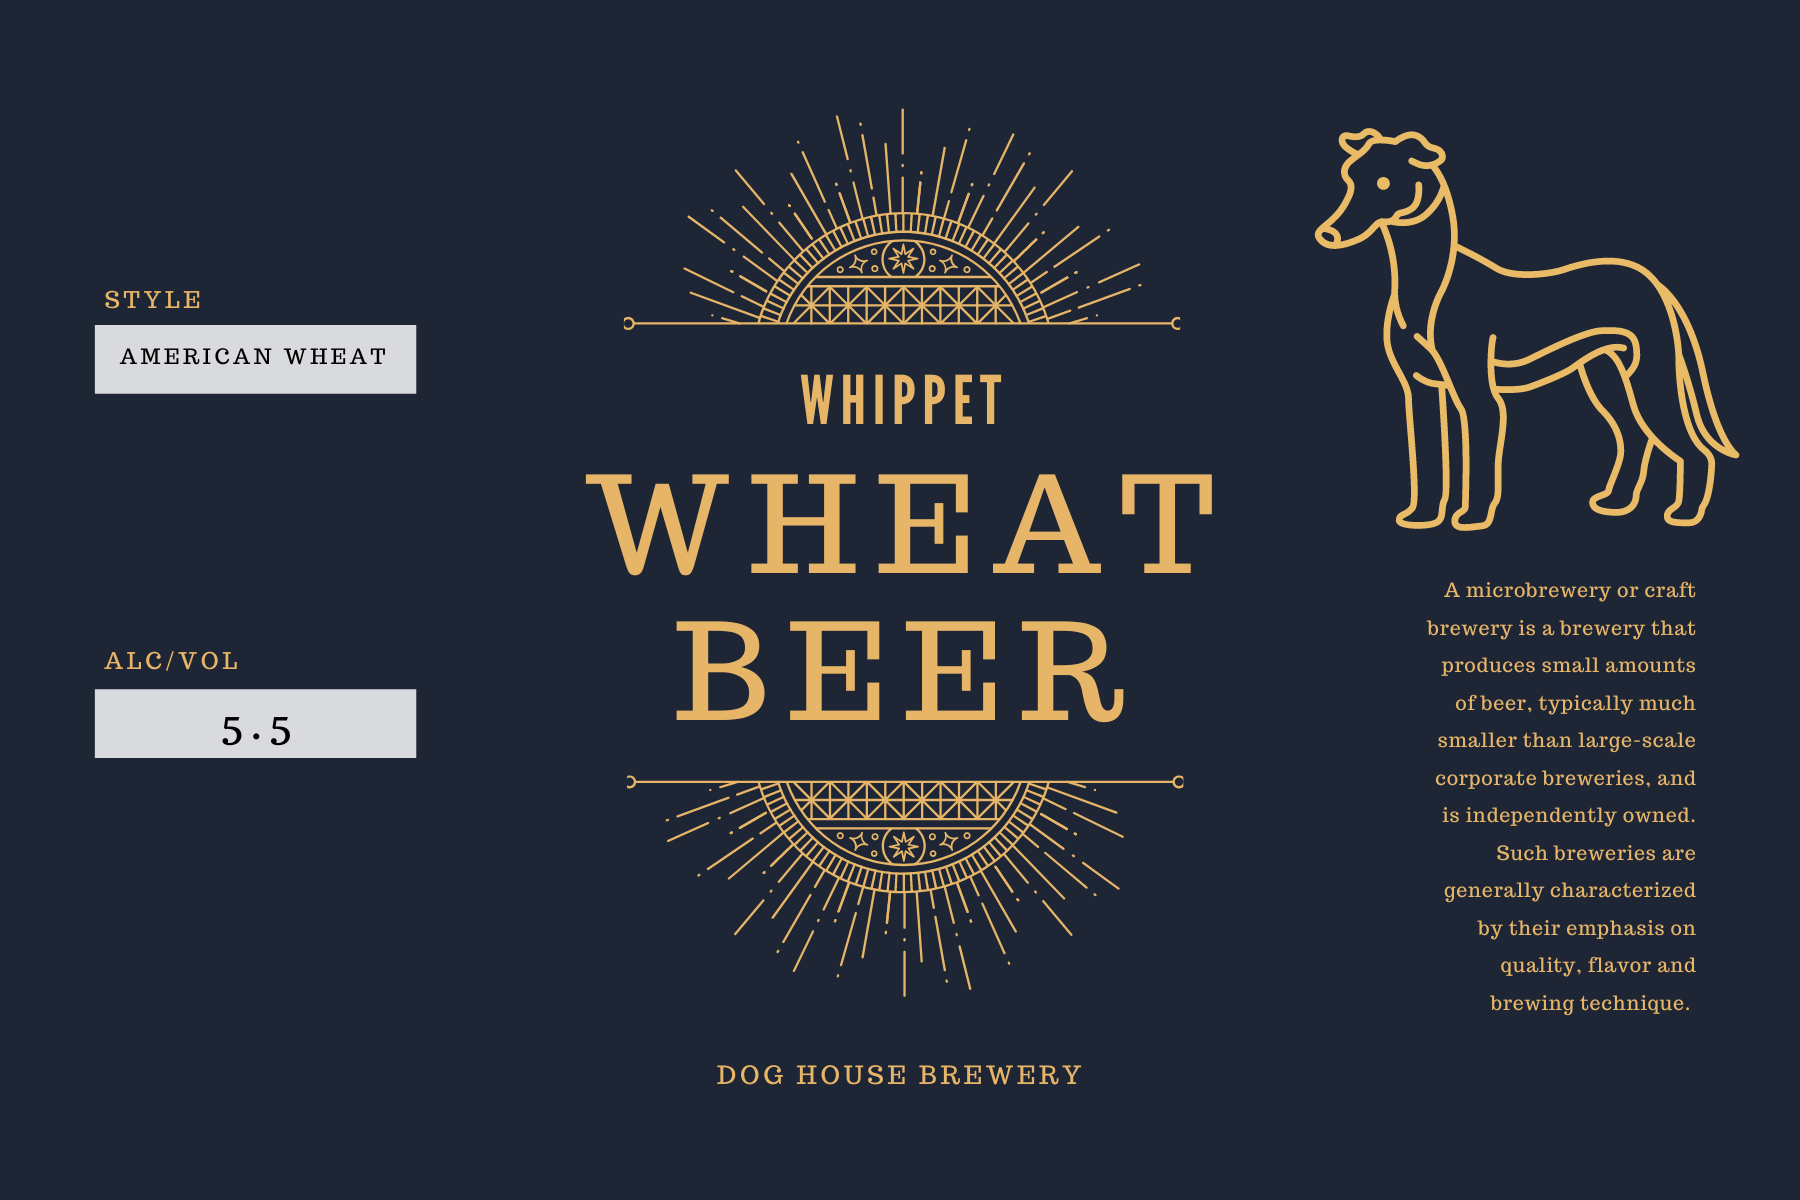 STYLE
AMERICAN WHEAT
ALC/VOL
5.5
WHIPPET
WHEAT
BEER
DOG HOUSE BREWERY
A microbrewery or craft
brewery is a brewery that
produces small amounts
of beer, typically much
smaller than large-scale
corporate breweries, and
is independently owned.
Such breweries are
generally characterized
by their emphasis on
quality, flavor and
brewing technique.